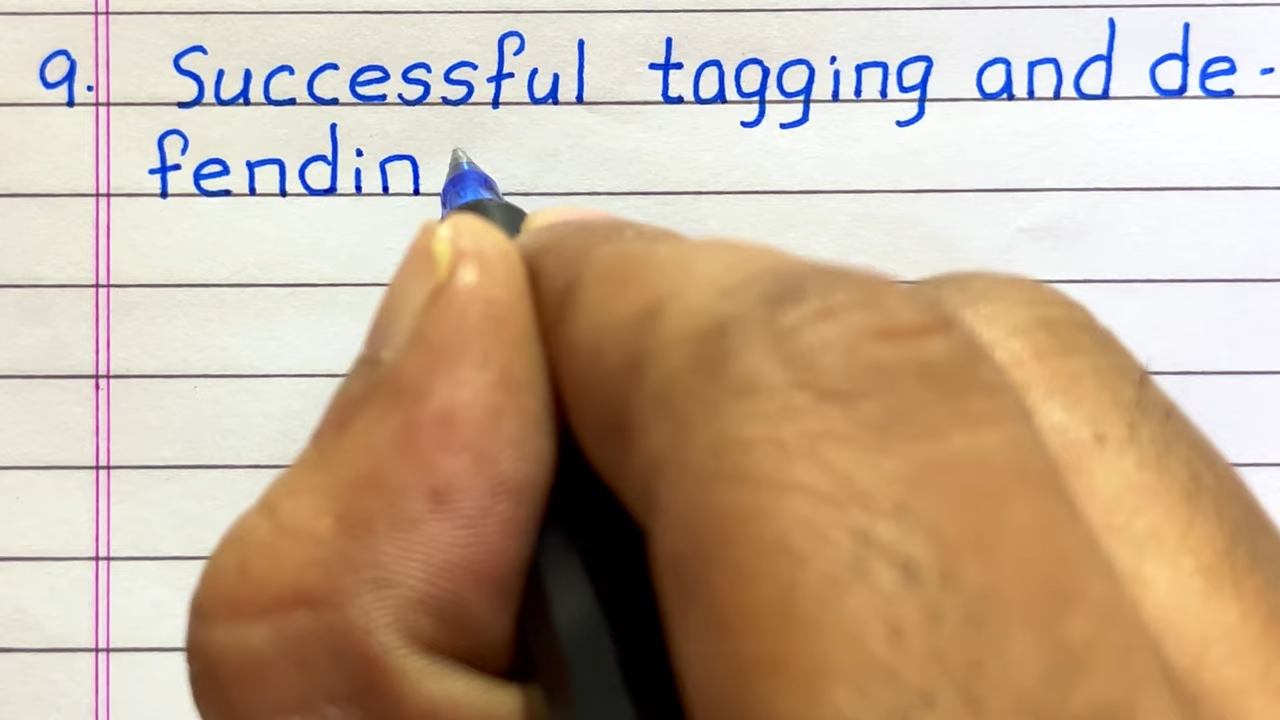 9. Successful tagging and de-
fendin